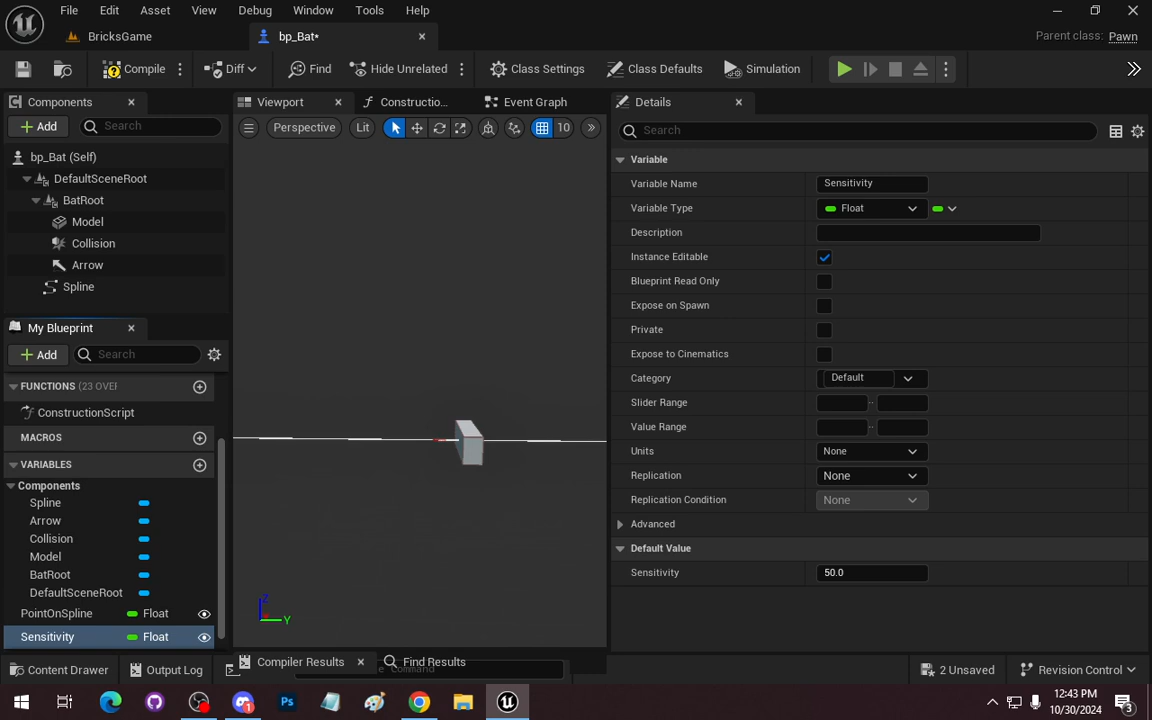 File Edit Asset View Debug Window Tools Help
BricksGame
bp_Bat*
Parent class: Pawn
Compile
Diff
Find
Hide Unrelated
Class Settings
Class Defaults
Simulation
Components
Viewport
Constructio...
Event Graph
Details
Add
Search
Perspective
Lit
10
Search
bp_Bat (Self)
DefaultSceneRoot
BatRoot
Model
Collision
Arrow
Spline
Variable
Variable Name Sensitivity
Variable Type Float
Description
Instance Editable
Blueprint Read Only
Expose on Spawn
Private
Expose to Cinematics
Category Default
Slider Range
Value Range
Units None
Replication None
Replication Condition None
Advanced
Default Value
Sensitivity 50.0
My Blueprint
Add
Search
FUNCTIONS (23 OVER
ConstructionScript
MACROS
VARIABLES
Components
Spline
Arrow
Collision
Model
BatRoot
DefaultSceneRoot
PointOnSpline Float
Sensitivity Float
Z
Y
Compiler Results
Find Results
Content Drawer
Output Log
2 Unsaved
Revision Control
Ps
12:43 PM
10/30/2024
3